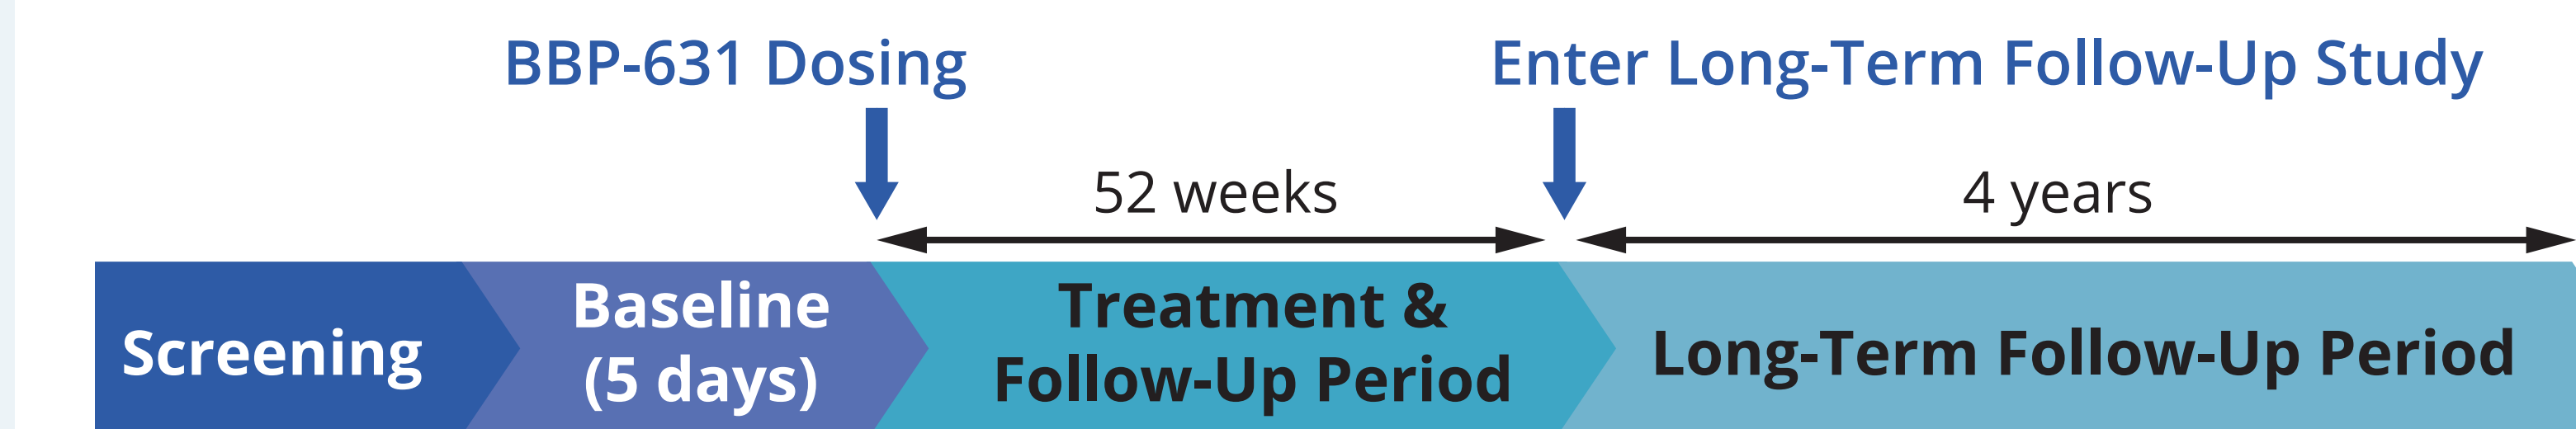 BBP-631 Dosing
Enter Long-Term Follow-Up Study
52 weeks
4 years
Screening
Baseline
(5 days)
Treatment &
Follow-Up Period
Long-Term Follow-Up Period